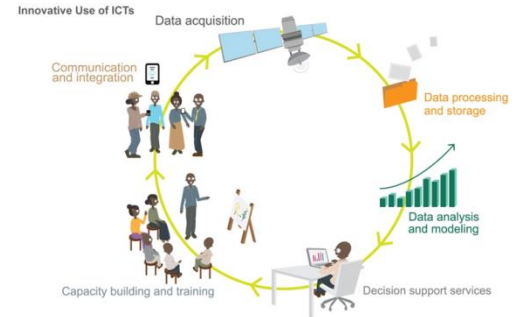 Innovative Use of ICTs
Data acquisition
Communication
and integration
Data processing
and storage
Data analysis
and modeling
Capacity building and training
Decision support services